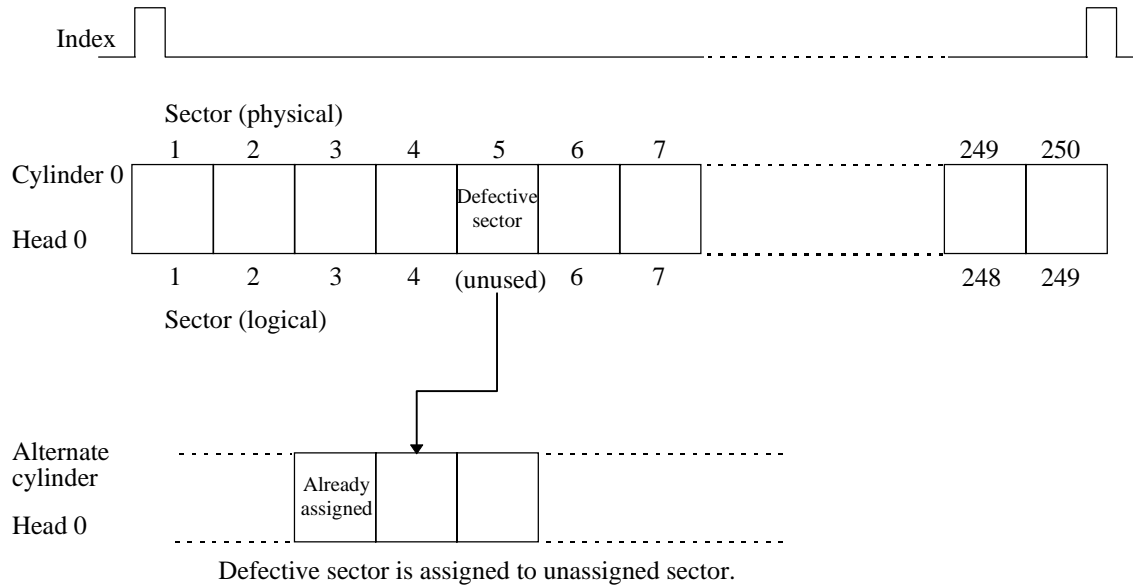 Index
Sector (physical)
1 2 3 4 5 6 7 249 250
Cylinder 0
Defective
sector
Head 0
1 2 3 4 (unused) 6 7 248 249
Sector (logical)
Alternate
cylinder
Already
assigned
Head 0
Defective sector is assigned to unassigned sector.